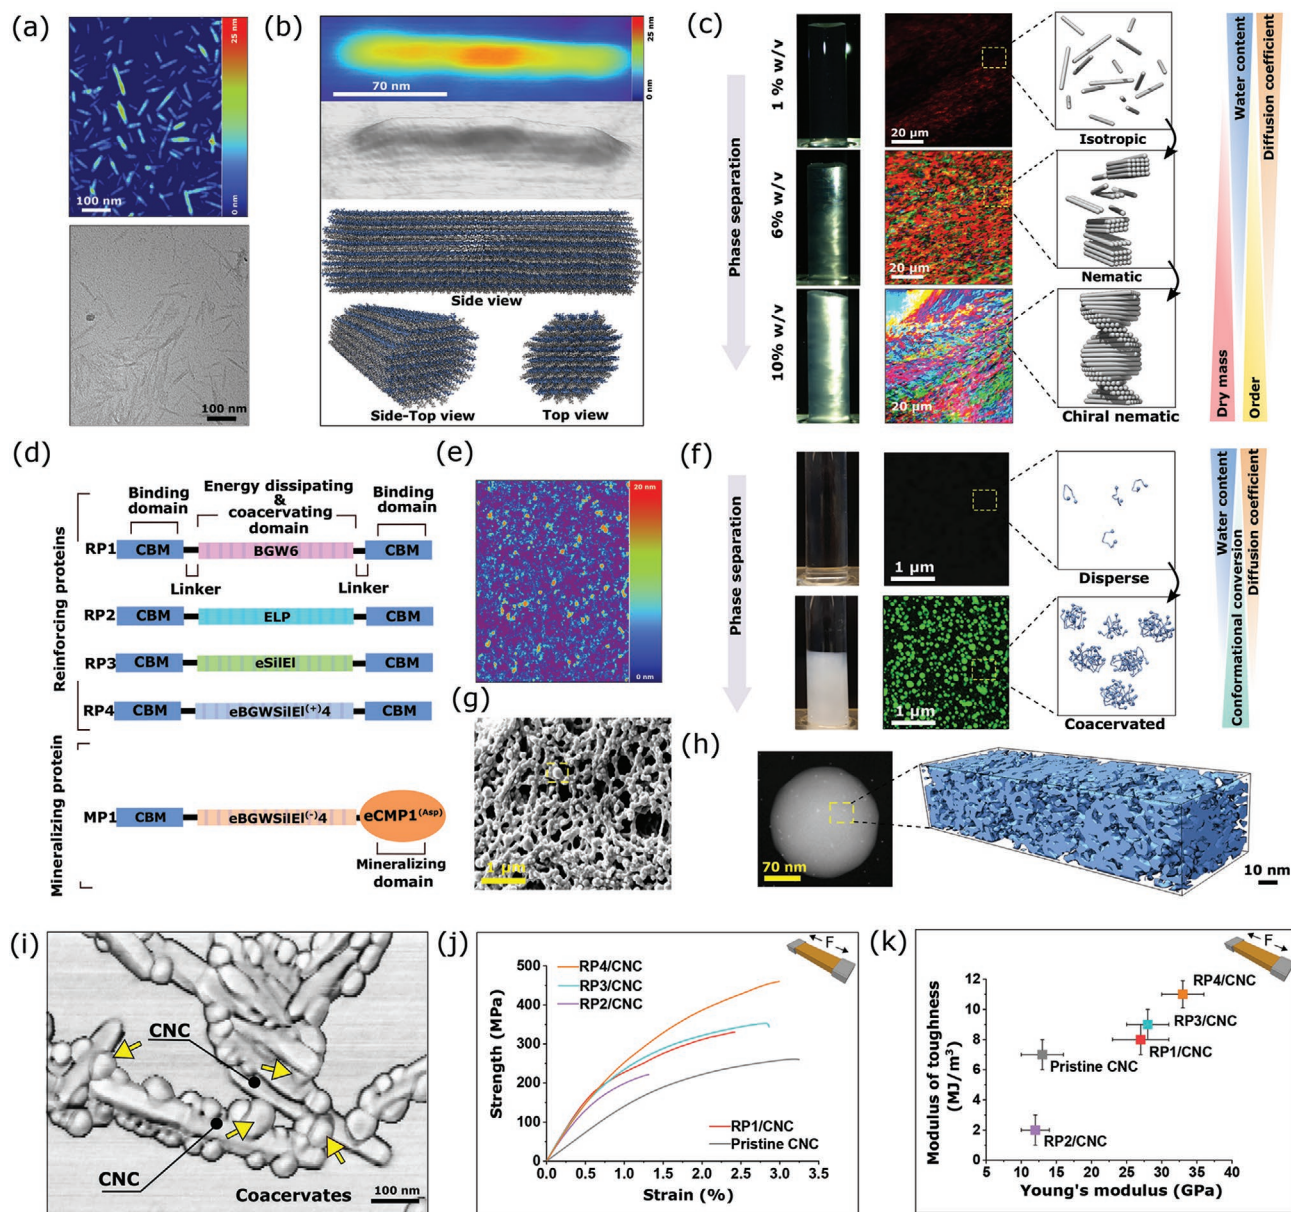 (a)
25 nm
0 nm
100 nm
100 nm
(b)
25 nm
0 nm
70 nm
Side view
Side-Top view
Top view
(c)
Phase separation
1 % w/v
6% w/v
10% w/v
20 µm
20 µm
20 µm
Isotropic
Nematic
Chiral nematic
Dry mass
Water content
Order
Diffusion coefficient
(d)
Reinforcing proteins
Mineralizing protein
Binding
domain
Energy dissipating
&
coacervating
domain
Binding
domain
RP1 CBM BGW6 CBM
Linker Linker
RP2 CBM ELP CBM
RP3 CBM eSilEl CBM
RP4 CBM eBGWSilEl(+)4 CBM
MP1 CBM eBGWSilEl(-)4 eCMP1(Asp)
Mineralizing
domain
(e)
20 nm
0 nm
(f)
Phase separation
1 µm
1 µm
Disperse
Coacervated
Water content
Conformational conversion
Diffusion coefficient
(g)
1 µm
(h)
70 nm
10 nm
(i)
CNC
CNC
Coacervates
100 nm
(j)
F
Strength (MPa)
500
400
300
200
100
0
RP4/CNC
RP3/CNC
RP2/CNC
RP1/CNC
Pristine CNC
0.0 0.5 1.0 1.5 2.0 2.5 3.0 3.5
Strain (%)
(k)
F
Modulus of toughness
(MJ/m³)
12
10
8
6
4
2
0
RP4/CNC
RP3/CNC
RP1/CNC
Pristine CNC
RP2/CNC
5 10 15 20 25 30 35 40
Young's modulus (GPa)